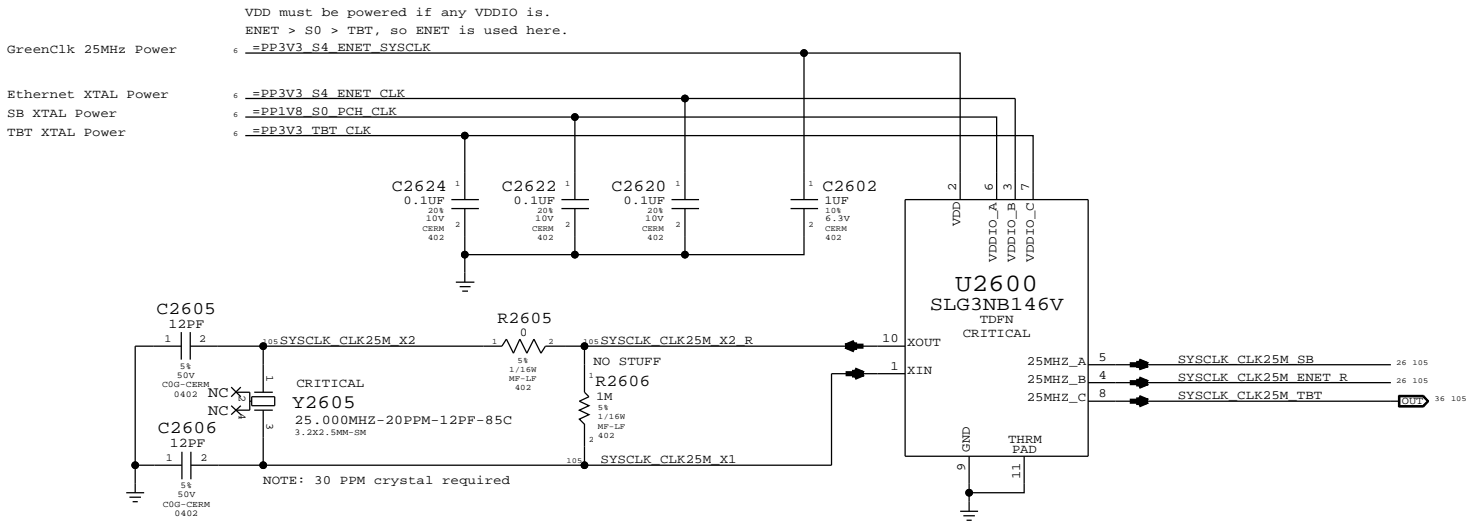 VDD must be powered if any VDDIO is.
ENET > S0 > TBT, so ENET is used here.
GreenClk 25MHz Power 6 =PP3V3_S4_ENET_SYSCLK
Ethernet XTAL Power 6 =PP3V3_S4_ENET_CLK
SB XTAL Power 6 =PP1V8_S0_PCH_CLK
TBT XTAL Power 6 =PP3V3_TBT_CLK
C2624
0.1UF
20%
10V
CERM
402
1
2
C2622
0.1UF
20%
10V
CERM
402
1
2
C2620
0.1UF
20%
10V
CERM
402
1
2
C2602
1UF
10%
6.3V
CERM
402
1
2
2
6
3
7
VDD
VDDIO_A
VDDIO_B
VDDIO_C
U2600
SLG3NB146V
TDFN
CRITICAL
10 XOUT
1 XIN
25MHZ_A 5 SYSCLK_CLK25M_SB 26 105
25MHZ_B 4 SYSCLK_CLK25M_ENET_R 26 105
25MHZ_C 8 SYSCLK_CLK25M_TBT OUT 36 105
GND
THRM
PAD
9
11
C2605
12PF
1 2
5%
50V
C0G-CERM
0402
105 SYSCLK_CLK25M_X2
R2605
0
1 2
5%
1/16W
MF-LF
402
105 SYSCLK_CLK25M_X2_R
NO STUFF
R2606
1M
5%
1/16W
MF-LF
402
1
2
1
NC 2
NC 4
3
CRITICAL
Y2605
25.000MHZ-20PPM-12PF-85C
3.2X2.5MM-SM
C2606
12PF
1 2
5%
50V
C0G-CERM
0402
105 SYSCLK_CLK25M_X1
NOTE: 30 PPM crystal required